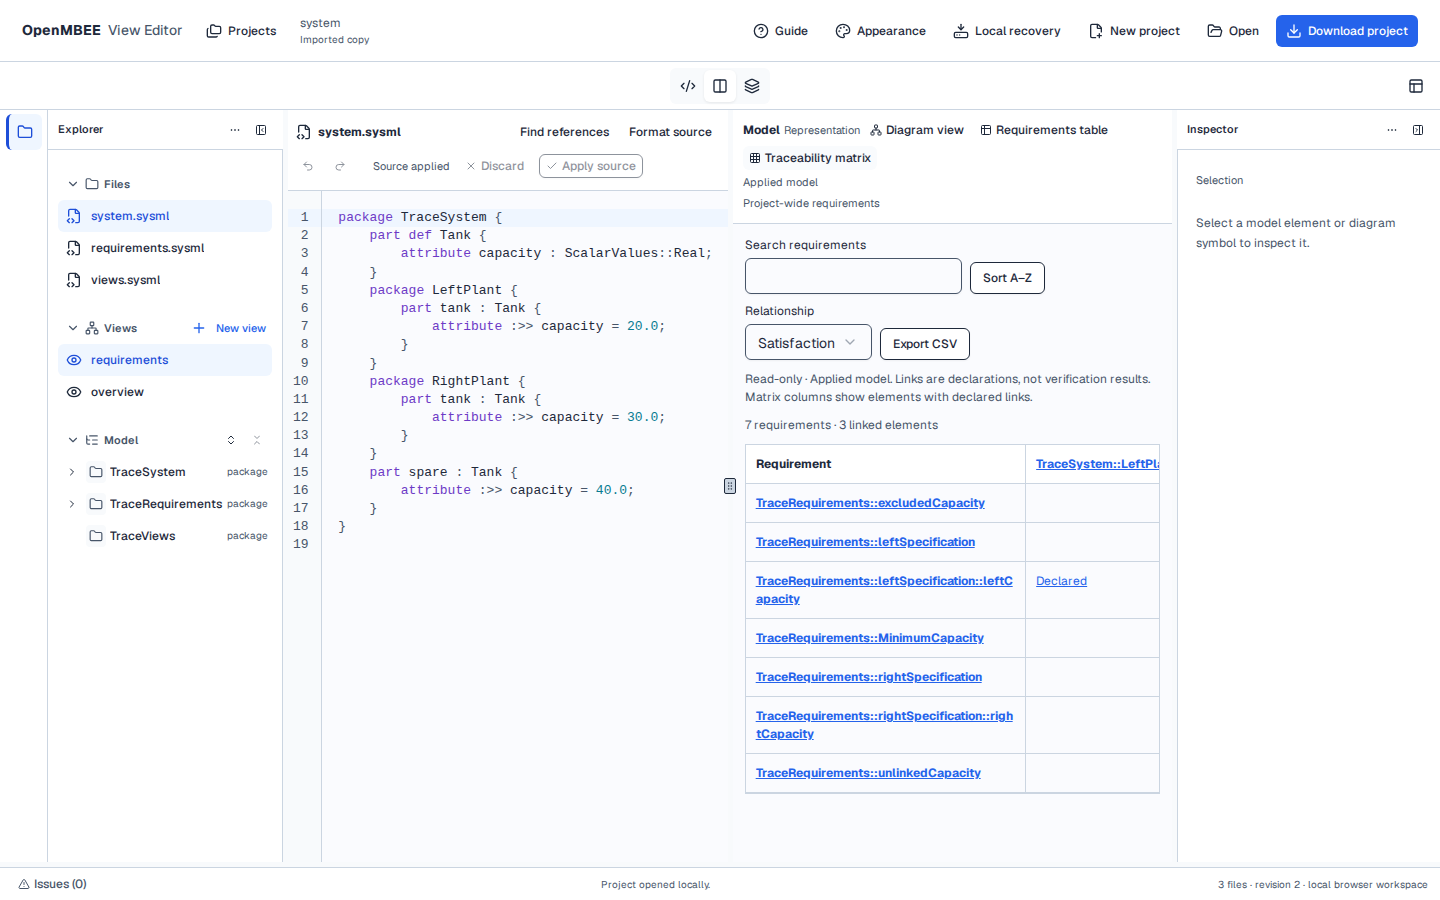 OpenMBEE View Editor
Projects
system
Imported copy
Guide
Appearance
Local recovery
New project
Open
Download project
Explorer
Files
system.sysml
requirements.sysml
views.sysml
Views
New view
requirements
overview
Model
TraceSystem package
TraceRequirements package
TraceViews package
system.sysml
Find references
Format source
Source applied
Discard
Apply source
1 package TraceSystem {
2 part def Tank {
3 attribute capacity : ScalarValues::Real;
4 }
5 package LeftPlant {
6 part tank : Tank {
7 attribute :>> capacity = 20.0;
8 }
9 }
10 package RightPlant {
11 part tank : Tank {
12 attribute :>> capacity = 30.0;
13 }
14 }
15 part spare : Tank {
16 attribute :>> capacity = 40.0;
17 }
18 }
19
Model Representation
Diagram view
Requirements table
Traceability matrix
Applied model
Project-wide requirements
Search requirements
Sort A–Z
Relationship
Satisfaction
Export CSV
Read-only · Applied model. Links are declarations, not verification results.
Matrix columns show elements with declared links.
7 requirements · 3 linked elements
Requirement
TraceSystem::LeftPla
TraceRequirements::excludedCapacity
TraceRequirements::leftSpecification
TraceRequirements::leftSpecification::leftC
apacity
Declared
TraceRequirements::MinimumCapacity
TraceRequirements::rightSpecification
TraceRequirements::rightSpecification::righ
tCapacity
TraceRequirements::unlinkedCapacity
Inspector
Selection
Select a model element or diagram
symbol to inspect it.
Issues (0)
Project opened locally.
3 files · revision 2 · local browser workspace